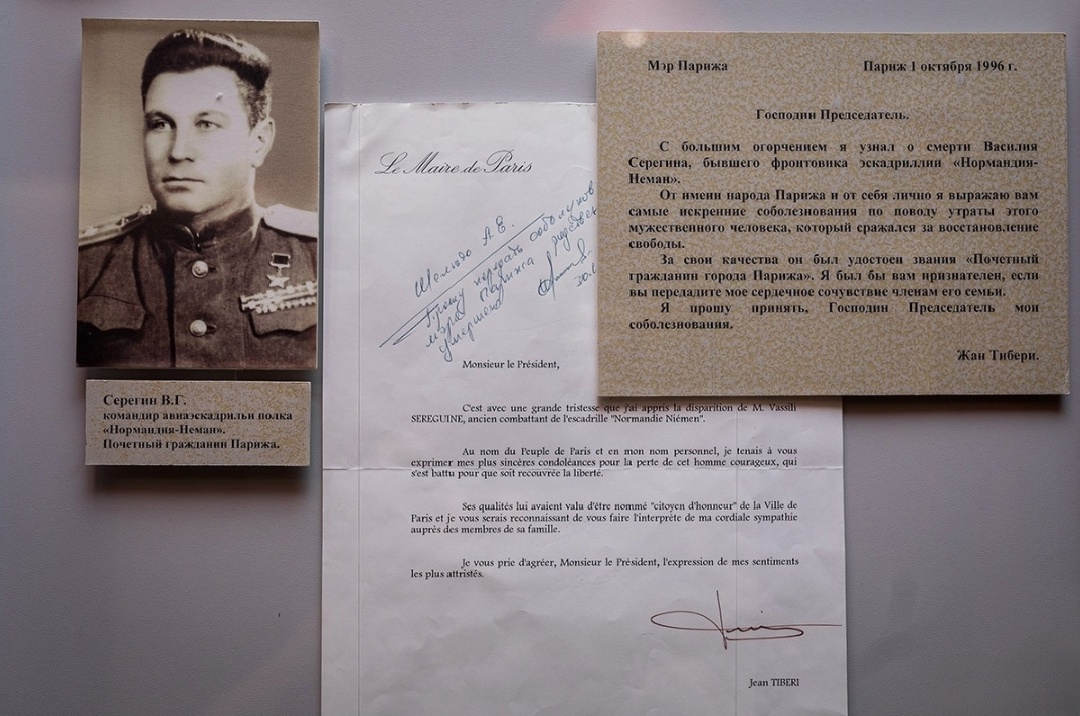 Серегин В.Г.
командир авиаэскадрильи полка
«Нормандия-Неман».
Почетный гражданин Парижа.
Le Maire de Paris
Шелюдо А.Е.
Прошу передать соболезнов
мэра Парижа родствен
умершего
30.
Monsieur le Président,
C'est avec une grande tristesse que j'ai appris la disparition de M. Vassili
SEREGUINE, ancien combattant de l'escadrille "Normandie Niémen".
Au nom du Peuple de Paris et en mon nom personnel, je tenais à vous
exprimer mes plus sincères condoléances pour la perte de cet homme courageux, qui
s'est battu pour que soit recouvrée la liberté.
Ses qualités lui avaient valu d'être nommé "citoyen d'honneur" de la Ville de
Paris et je vous serais reconnaissant de vous faire l'interprète de ma cordiale sympathie
auprès des membres de sa famille.
Je vous prie d'agréer, Monsieur le Président, l'expression de mes sentiments
les plus attristés.
Jean TIBERI
Мэр Парижа Париж 1 октября 1996 г.
Господин Председатель.
С большим огорчением я узнал о смерти Василия
Серегина, бывшего фронтовика эскадриллии «Нормандия-
Неман».
От имени народа Парижа и от себя лично я выражаю вам
самые искренние соболезнования по поводу утраты этого
мужественного человека, который сражался за восстановление
свободы.
За свои качества он был удостоен звания «Почетный
гражданин города Парижа». Я был бы вам признателен, если
вы передадите мое сердечное сочувствие членам его семьи.
Я прошу принять, Господин Председатель мои
соболезнования.
Жан Тибери.